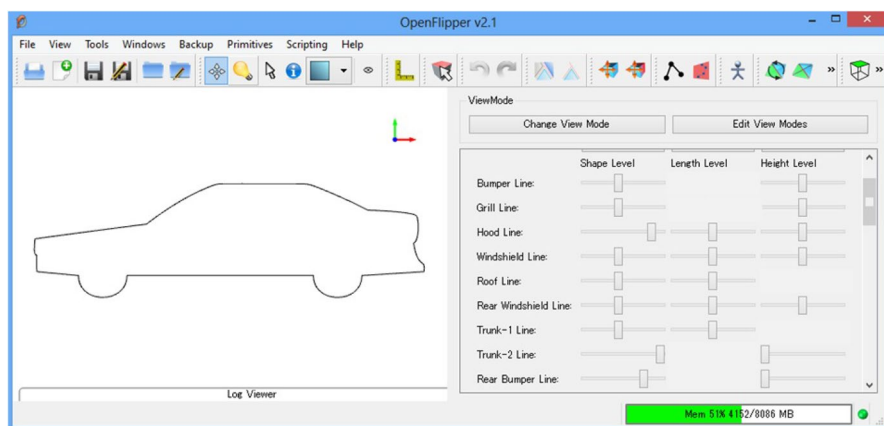 OpenFlipper v2.1
File View Tools Windows Backup Primitives Scripting Help
ViewMode
Change View Mode Edit View Modes
Shape Level Length Level Height Level
Bumper Line:
Grill Line:
Hood Line:
Windshield Line:
Roof Line:
Rear Windshield Line:
Trunk-1 Line:
Trunk-2 Line:
Rear Bumper Line:
Log Viewer
Mem 51% 4152/8086 MB